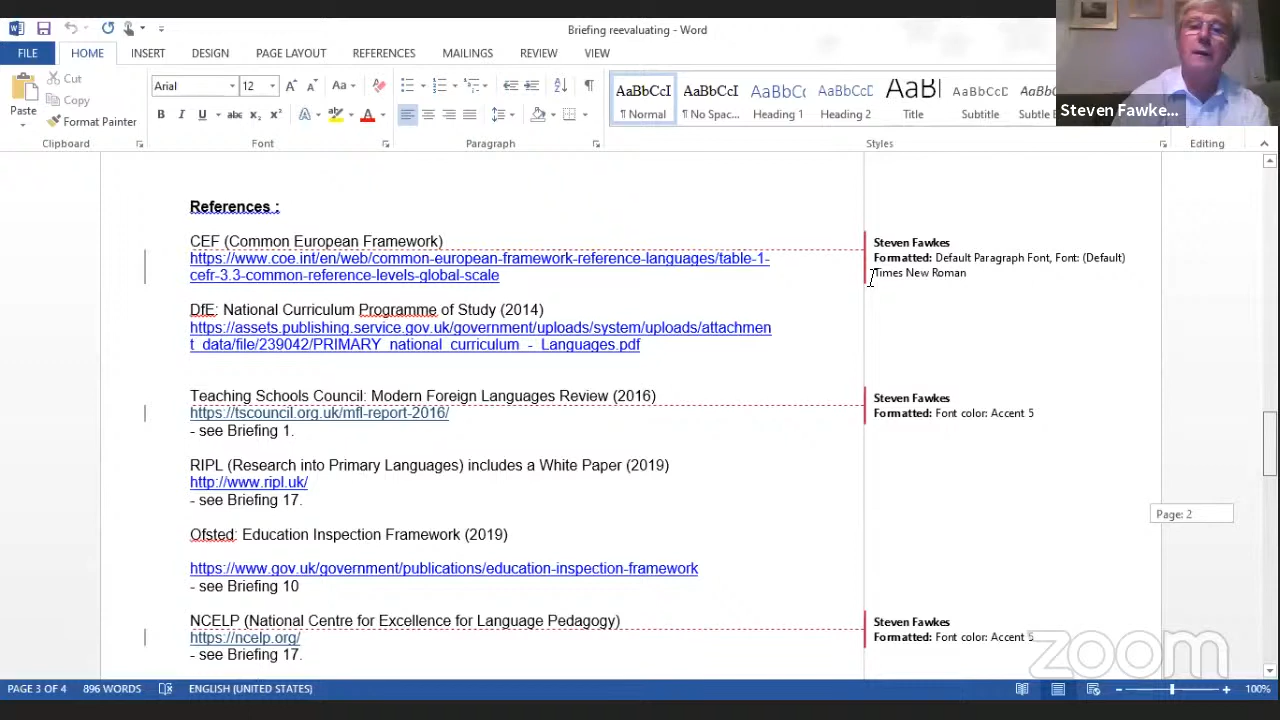 Briefing reevaluating - Word
FILE HOME INSERT DESIGN PAGE LAYOUT REFERENCES MAILINGS REVIEW VIEW
Cut
Copy
Format Painter
Paste
Arial 12
Aa
B I U abc x₂ x² A A
AaBbCcI AaBbCcI AaBbCc AaBbCcD AaBl AaBbCcD AaBbC
¶ Normal ¶ No Spac... Heading 1 Heading 2 Title Subtitle Subtle E
Clipboard Font Paragraph Styles Editing
Steven Fawke...
References :
CEF (Common European Framework)
https://www.coe.int/en/web/common-european-framework-reference-languages/table-1-
cefr-3.3-common-reference-levels-global-scale
DfE: National Curriculum Programme of Study (2014)
https://assets.publishing.service.gov.uk/government/uploads/system/uploads/attachmen
t_data/file/239042/PRIMARY_national_curriculum_-_Languages.pdf
Teaching Schools Council: Modern Foreign Languages Review (2016)
https://tscouncil.org.uk/mfl-report-2016/
- see Briefing 1.
RIPL (Research into Primary Languages) includes a White Paper (2019)
http://www.ripl.uk/
- see Briefing 17.
Ofsted: Education Inspection Framework (2019)
https://www.gov.uk/government/publications/education-inspection-framework
- see Briefing 10
NCELP (National Centre for Excellence for Language Pedagogy)
https://ncelp.org/
- see Briefing 17.
Steven Fawkes
Formatted: Default Paragraph Font, Font: (Default)
Times New Roman
Steven Fawkes
Formatted: Font color: Accent 5
Page: 2
Steven Fawkes
Formatted: Font color: Accent 5
zoom
PAGE 3 OF 4 896 WORDS ENGLISH (UNITED STATES) 100%